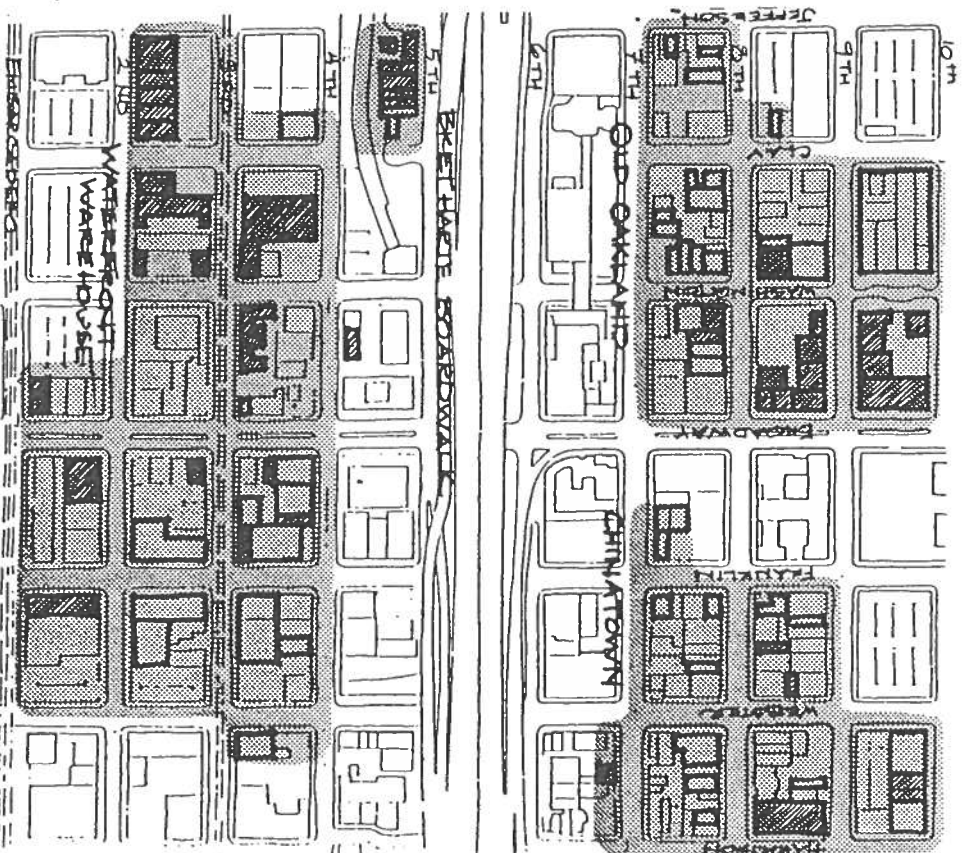 JEFFERSON
10TH
9TH
8TH
7TH
6TH
5TH
4TH
3RD
2ND
EMBARCADERO
CLAY
WASHINGTON
BROADWAY
FRANKLIN
WEBSTER
HARRISON
OLD OAKLAND
BRET HARTE BOARDWALK
WATERFRONT
WAREHOUSE
CHINATOWN